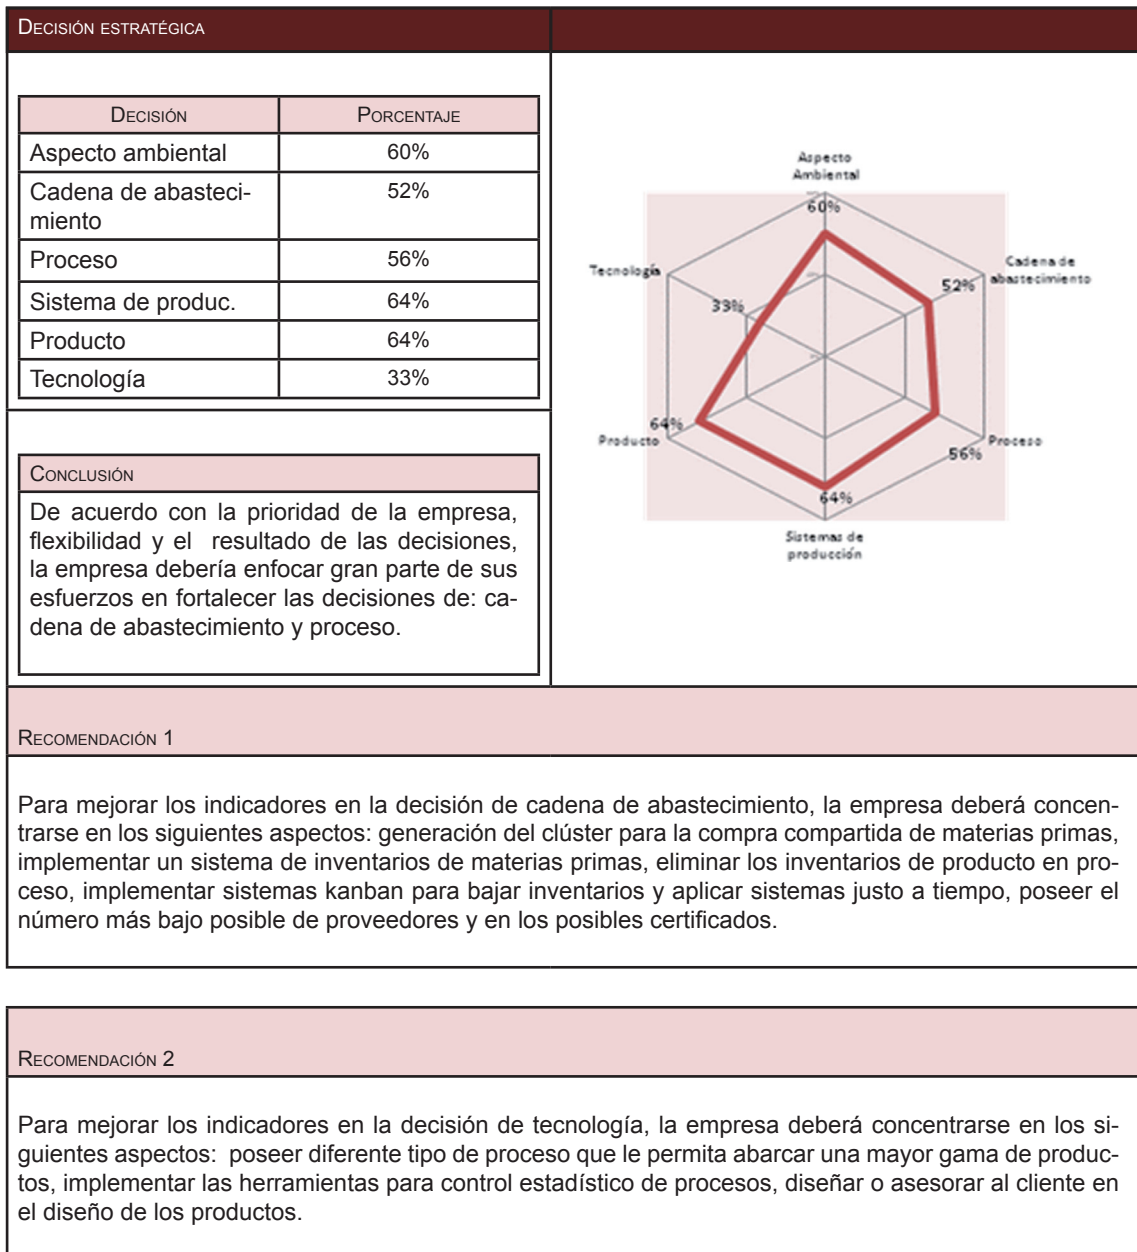 Decisión estratégica
Decisión Porcentaje
Aspecto ambiental 60%
Cadena de abasteci- 52%
miento
Proceso 56%
Sistema de produc. 64%
Producto 64%
Tecnología 33%
Conclusión
De acuerdo con la prioridad de la empresa,
flexibilidad y el resultado de las decisiones,
la empresa debería enfocar gran parte de sus
esfuerzos en fortalecer las decisiones de: ca-
dena de abastecimiento y proceso.
Aspecto
Ambiental
60%
Cadena de
abastecimiento
52%
Proceso
56%
64%
Sistemas de
producción
64%
Producto
Tecnología
33%
Recomendación 1
Para mejorar los indicadores en la decisión de cadena de abastecimiento, la empresa deberá concen-
trarse en los siguientes aspectos: generación del clúster para la compra compartida de materias primas,
implementar un sistema de inventarios de materias primas, eliminar los inventarios de producto en pro-
ceso, implementar sistemas kanban para bajar inventarios y aplicar sistemas justo a tiempo, poseer el
número más bajo posible de proveedores y en los posibles certificados.
Recomendación 2
Para mejorar los indicadores en la decisión de tecnología, la empresa deberá concentrarse en los si-
guientes aspectos: poseer diferente tipo de proceso que le permita abarcar una mayor gama de produc-
tos, implementar las herramientas para control estadístico de procesos, diseñar o asesorar al cliente en
el diseño de los productos.